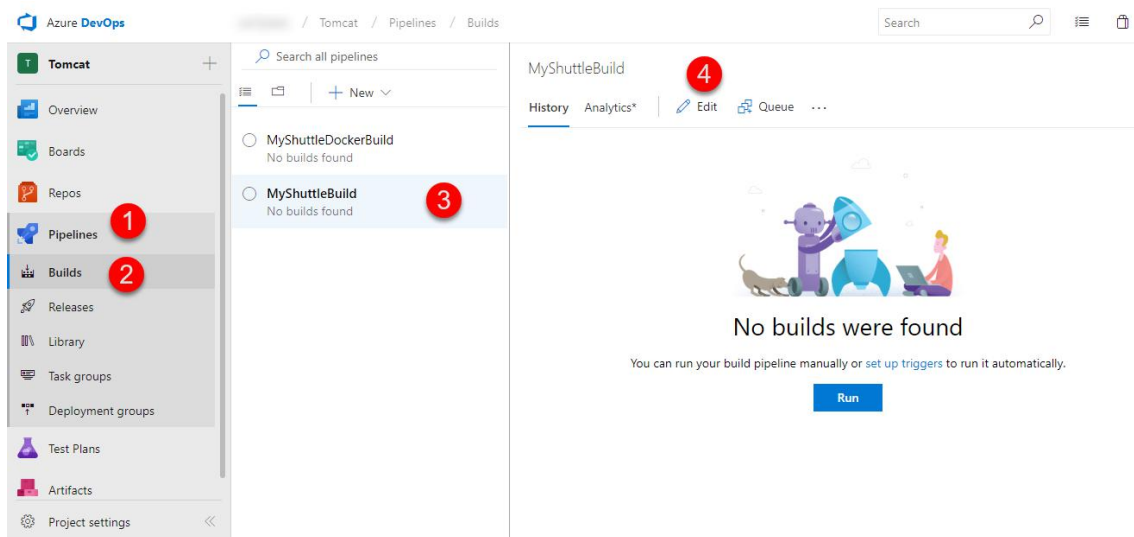 Azure DevOps
/ Tomcat / Pipelines / Builds
Search
T Tomcat
Overview
Boards
Repos
Pipelines 1
Builds 2
Releases
Library
Task groups
Deployment groups
Test Plans
Artifacts
Project settings
Search all pipelines
New
MyShuttleDockerBuild
No builds found
MyShuttleBuild
No builds found
3
MyShuttleBuild
4
History Analytics* Edit Queue ...
No builds were found
You can run your build pipeline manually or set up triggers to run it automatically.
Run